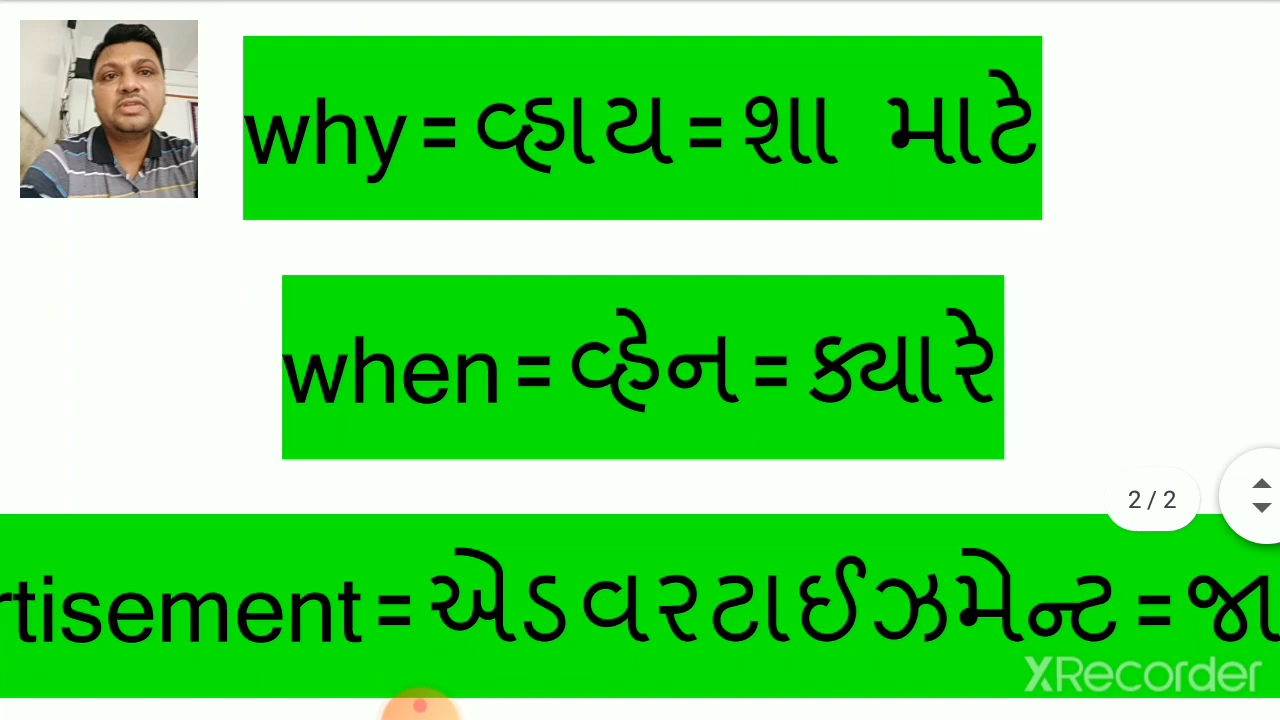 why = વ્હાય = શા માટે
when = વ્હેન = ક્યારે
2 / 2
rtisement = એડવરટાઈઝમેન્ટ = જા
XRecorder